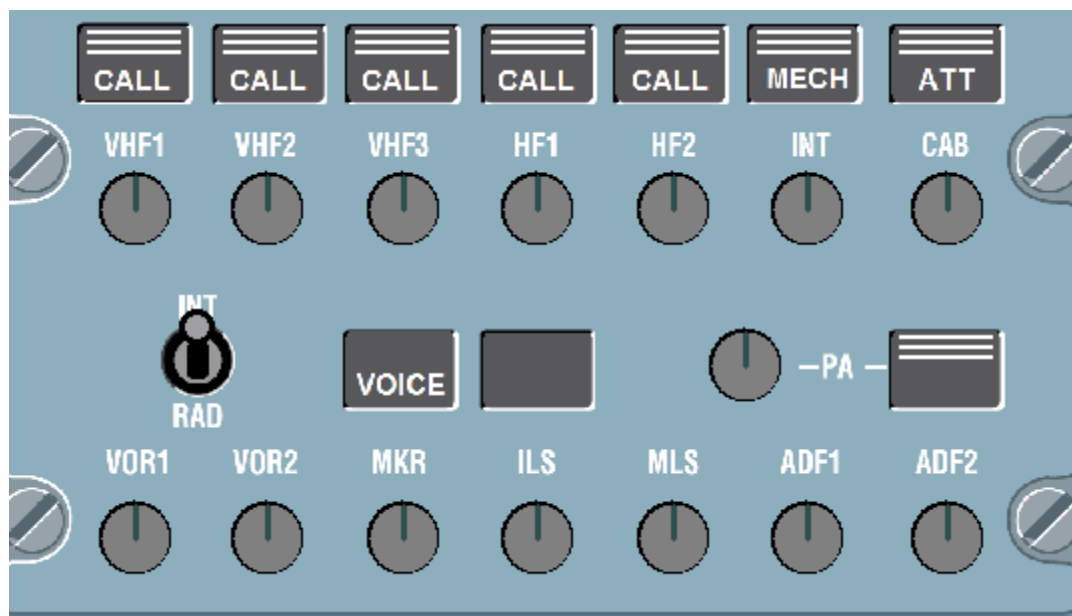 CALL CALL CALL CALL CALL MECH ATT
VHF1 VHF2 VHF3 HF1 HF2 INT CAB
INT
VOICE –PA –
RAD
VOR1 VOR2 MKR ILS MLS ADF1 ADF2